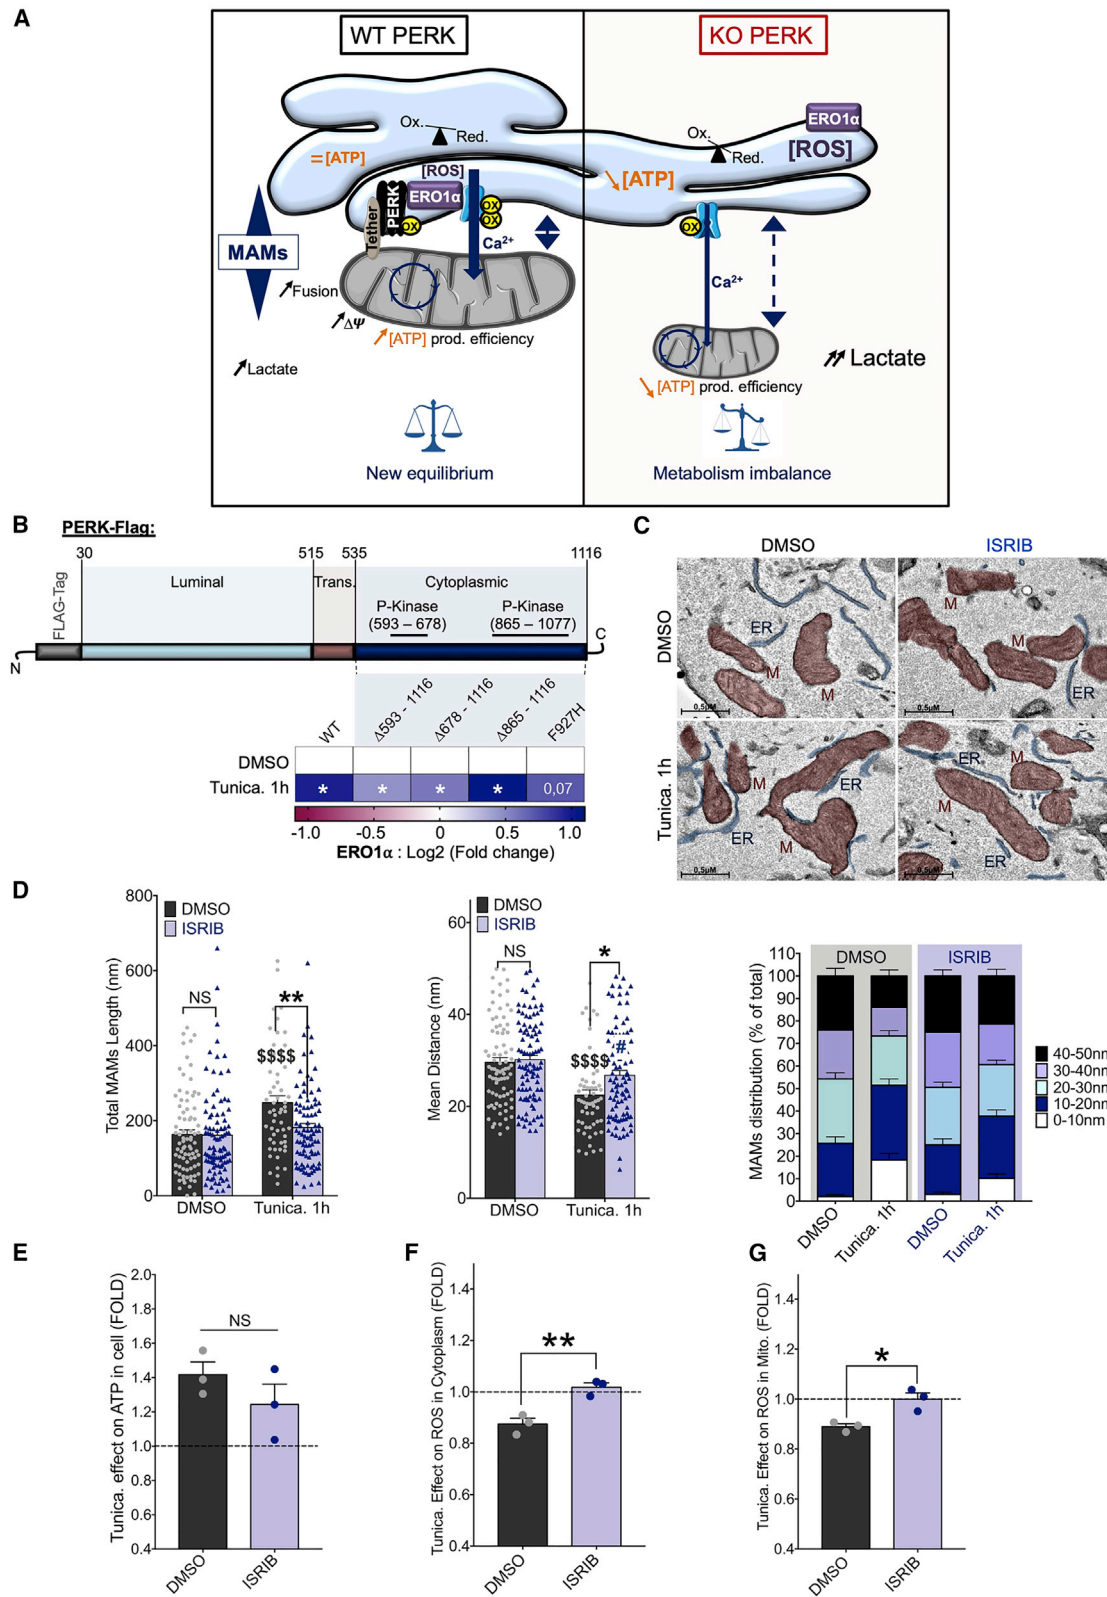 A
WT PERK
KO PERK
Ox.
Red.
=[ATP]
[ROS]
PERK
ERO1α
Tether
OX
OX
OX
Ca²⁺
MAMs
Fusion
ΔΨ
[ATP] prod. efficiency
Lactate
New equilibrium
ERO1α
Ox.
Red.
[ROS]
[ATP]
OX
Ca²⁺
Lactate
[ATP] prod. efficiency
Metabolism imbalance
B
PERK-Flag:
30
515
535
1116
FLAG-Tag
Luminal
Trans.
Cytoplasmic
P-Kinase
(593 – 678)
P-Kinase
(865 – 1077)
N
C
WT
Δ593 - 1116
Δ678 - 1116
Δ865 - 1116
F927H
DMSO
Tunica. 1h
* * * * 0,07
-1.0 -0.5 0 0.5 1.0
ERO1α : Log2 (Fold change)
C
DMSO
ISRIB
DMSO
Tunica. 1h
ER
M
M
0,5µM
M
M
ER
0,5µM
M
ER
ER
M
0,5µM
ER
M
M
ER
0,5µM
D
DMSO
ISRIB
Total MAMs Length (nm)
800
600
400
200
0
NS
**
$$$$
DMSO
Tunica. 1h
DMSO
ISRIB
Mean Distance (nm)
60
40
20
0
NS
*
$$$$
#
DMSO
Tunica. 1h
MAMs distribution (% of total)
110
100
90
80
70
60
50
40
30
20
10
0
DMSO
ISRIB
40-50nm
30-40nm
20-30nm
10-20nm
0-10nm
DMSO
Tunica. 1h
DMSO
Tunica. 1h
E
Tunica. effect on ATP in cell (FOLD)
2.0
1.8
1.6
1.4
1.2
1.0
0.8
0.6
0.4
NS
DMSO
ISRIB
F
Tunica. Effect on ROS in Cytoplasm (FOLD)
1.4
1.2
1.0
0.8
0.6
0.4
**
DMSO
ISRIB
G
Tunica. Effect on ROS in Mito. (FOLD)
1.4
1.2
1.0
0.8
0.6
0.4
*
DMSO
ISRIB